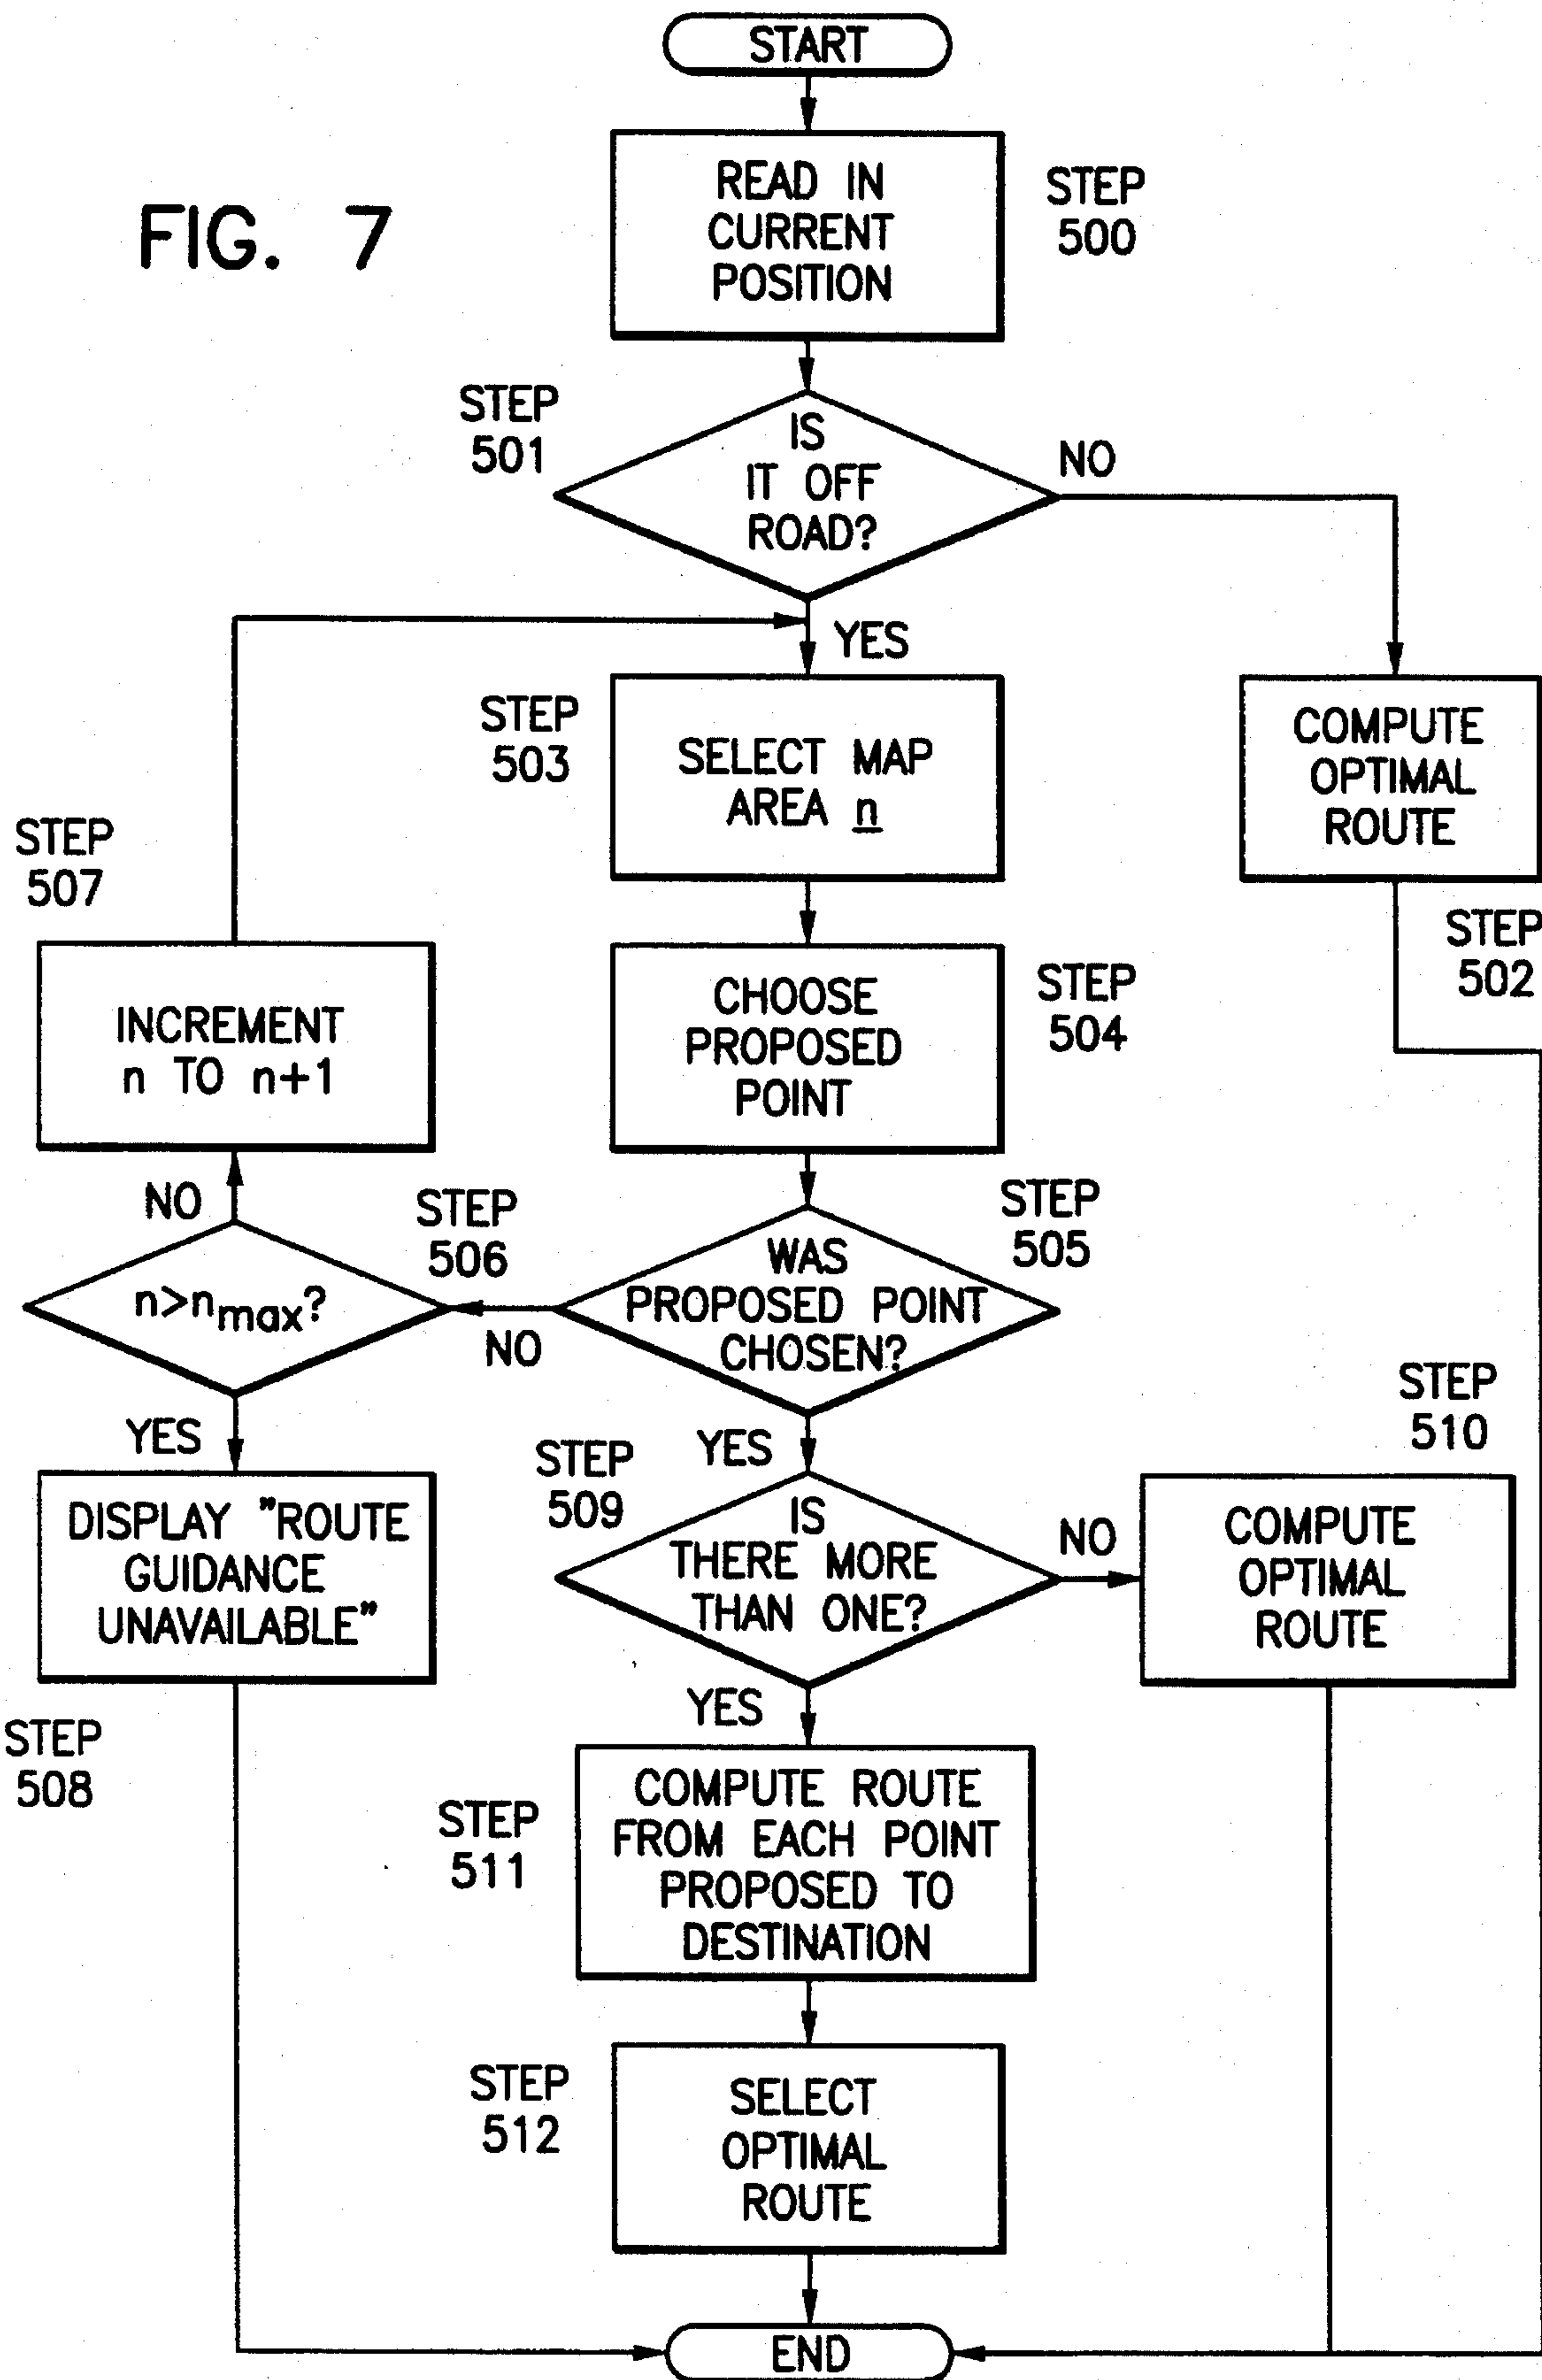 START
READ IN
CURRENT
POSITION
STEP
500
FIG. 7
STEP
501
IS
IT OFF
ROAD?
NO
YES
STEP
503
SELECT MAP
AREA n
COMPUTE
OPTIMAL
ROUTE
STEP
502
STEP
507
INCREMENT
n TO n+1
CHOOSE
PROPOSED
POINT
STEP
504
NO
STEP
506
n>nmax?
NO
WAS
PROPOSED POINT
CHOSEN?
STEP
505
YES
DISPLAY "ROUTE
GUIDANCE
UNAVAILABLE"
STEP
508
YES
STEP
509
IS
THERE MORE
THAN ONE?
NO
STEP
510
COMPUTE
OPTIMAL
ROUTE
YES
STEP
511
COMPUTE ROUTE
FROM EACH POINT
PROPOSED TO
DESTINATION
STEP
512
SELECT
OPTIMAL
ROUTE
END